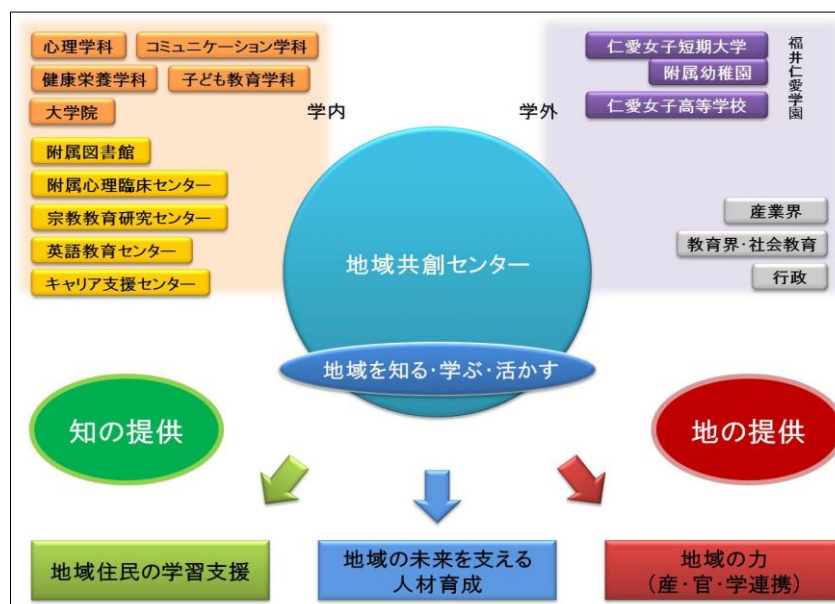 心理学科
コミュニケーション学科
健康栄養学科
子ども教育学科
大学院
学内
附属図書館
附属心理臨床センター
宗教教育研究センター
英語教育センター
キャリア支援センター
仁愛女子短期大学
附属幼稚園
仁愛女子高等学校
福井仁愛学園
学外
産業界
教育界・社会教育
行政
地域共創センター
地域を知る・学ぶ・活かす
知の提供
地の提供
地域住民の学習支援
地域の未来を支える
人材育成
地域の力
（産・官・学連携）